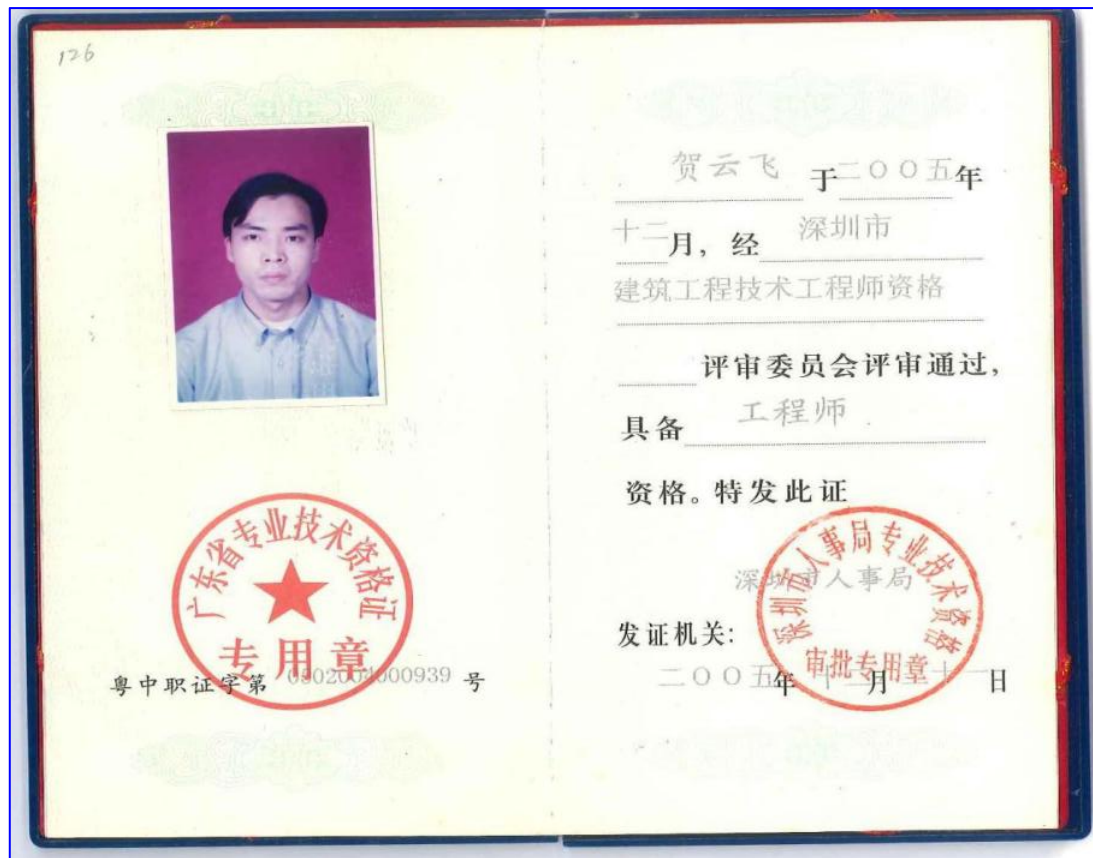 126
广东省专业技术资格证
专用章
粤中职证字第 0302004000939 号
贺云飞 于二〇〇五年
十二月，经 深圳市
建筑工程技术工程师资格
评审委员会评审通过，
具备 工程师
资格。特发此证
深圳市人事局
深圳市人事局专业技术资格
审批专用章
发证机关：
二〇〇五年十二月 日